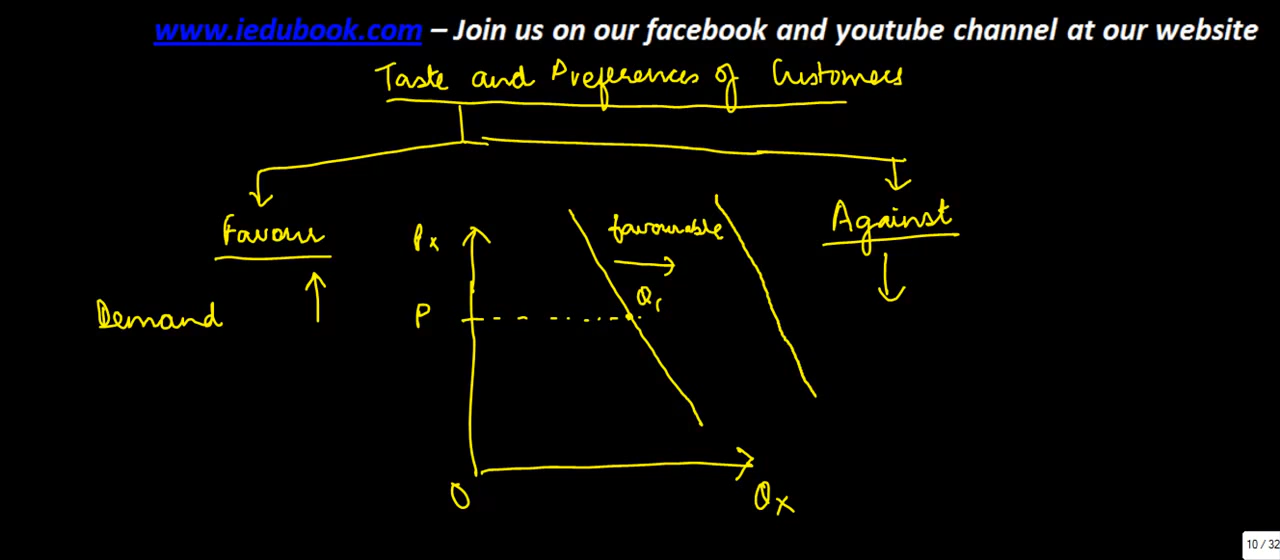 www.iedubook.com – Join us on our facebook and youtube channel at our website
Taste and Preferences of Customers
Favour
Against
favourable
Px
Q1
Demand
P
O
Qx
10 / 32